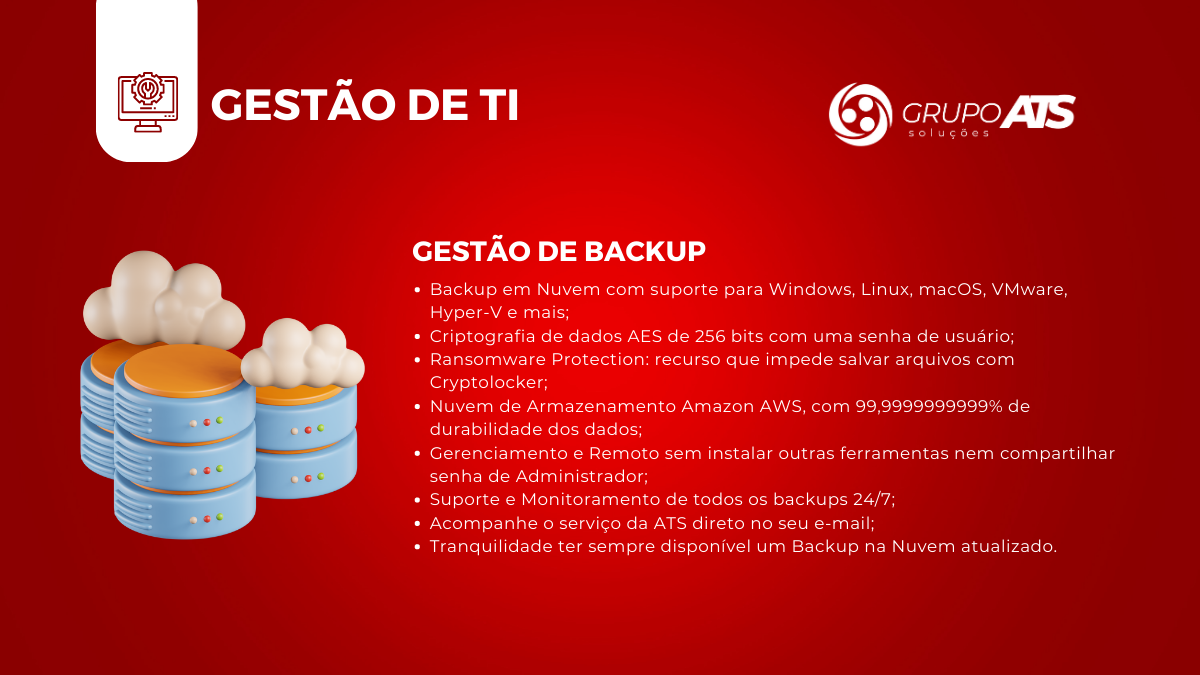 GESTÃO DE TI
GRUPO ATS
soluções
GESTÃO DE BACKUP
• Backup em Nuvem com suporte para Windows, Linux, macOS, VMware,
Hyper-V e mais;
• Criptografia de dados AES de 256 bits com uma senha de usuário;
• Ransomware Protection: recurso que impede salvar arquivos com
Cryptolocker;
• Nuvem de Armazenamento Amazon AWS, com 99,9999999999% de
durabilidade dos dados;
• Gerenciamento e Remoto sem instalar outras ferramentas nem compartilhar
senha de Administrador;
• Suporte e Monitoramento de todos os backups 24/7;
• Acompanhe o serviço da ATS direto no seu e-mail;
• Tranquilidade ter sempre disponível um Backup na Nuvem atualizado.